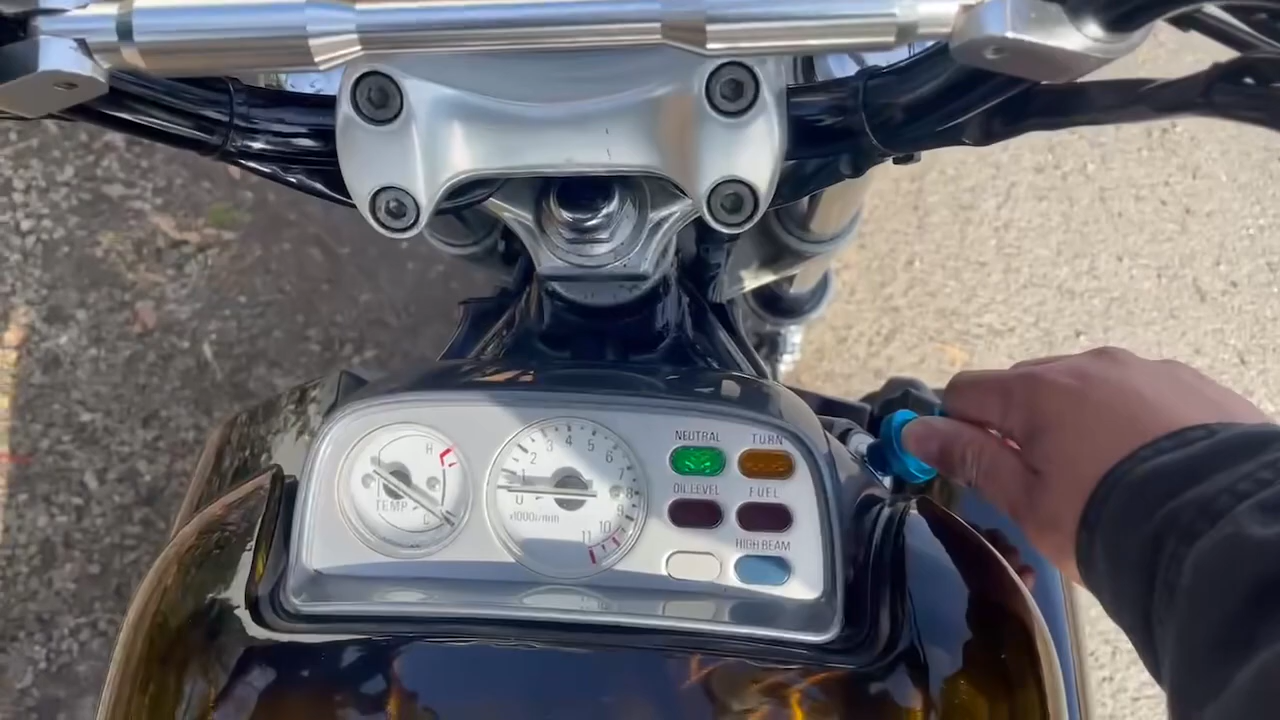 H
TEMP
C
0 1 2 3 4 5 6 7 8 9 10 11
x1000r/min
NEUTRAL TURN
OIL LEVEL FUEL
HIGH BEAM